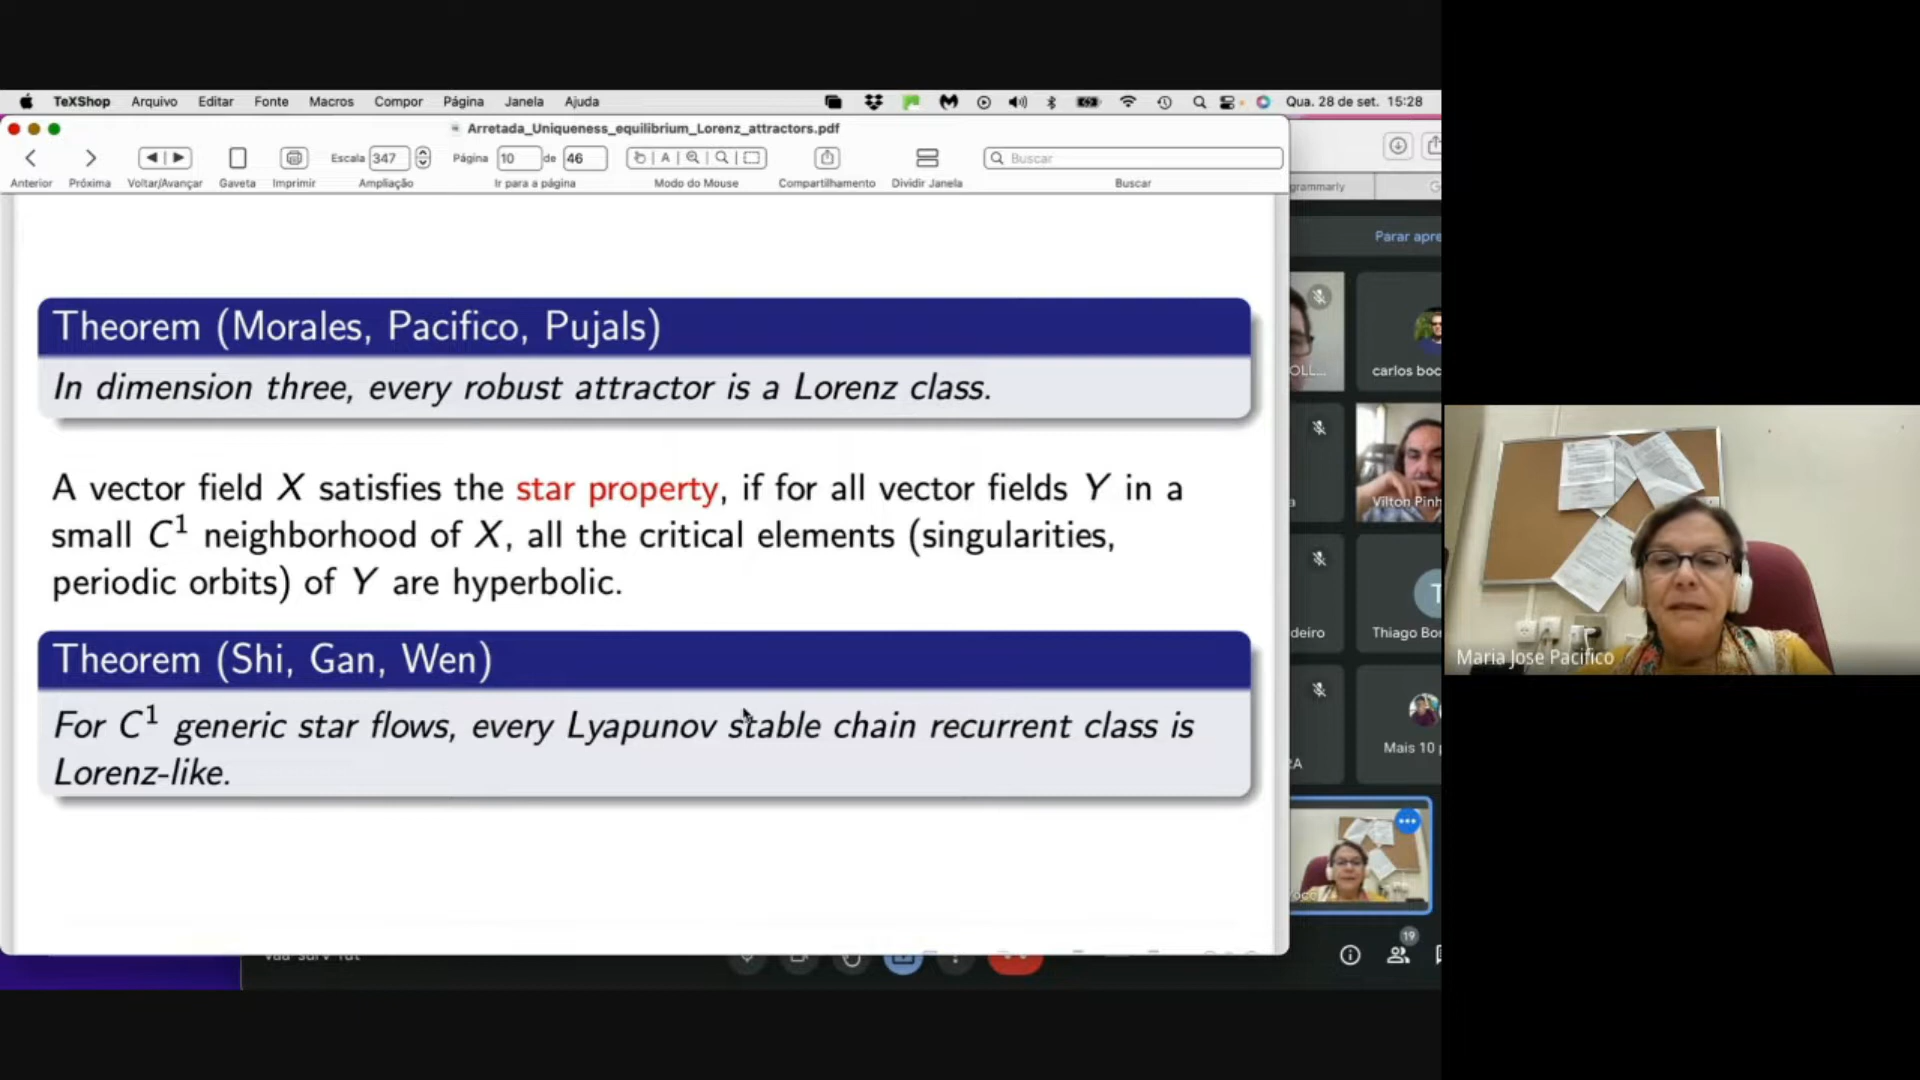 TeXShop Arquivo Editar Fonte Macros Compor Página Janela Ajuda
Qua. 28 de set. 15:28
Arretada_Uniqueness_equilibrium_Lorenz_attractors.pdf
Escala 347
Página 10 de 46
Buscar
Anterior Próxima Voltar/Avançar Gaveta Imprimir Ampliação Ir para a página Modo do Mouse Compartilhamento Dividir Janela Buscar
grammarly
Parar apre
Theorem (Morales, Pacifico, Pujals)
In dimension three, every robust attractor is a Lorenz class.
A vector field X satisfies the star property, if for all vector fields Y in a
small C¹ neighborhood of X, all the critical elements (singularities,
periodic orbits) of Y are hyperbolic.
Theorem (Shi, Gan, Wen)
For C¹ generic star flows, every Lyapunov stable chain recurrent class is
Lorenz-like.
OLL...
carlos boc
Vilton Pinh
deiro
Thiago Bor
RA
Mais 10 p
19
Maria Jose Pacifico